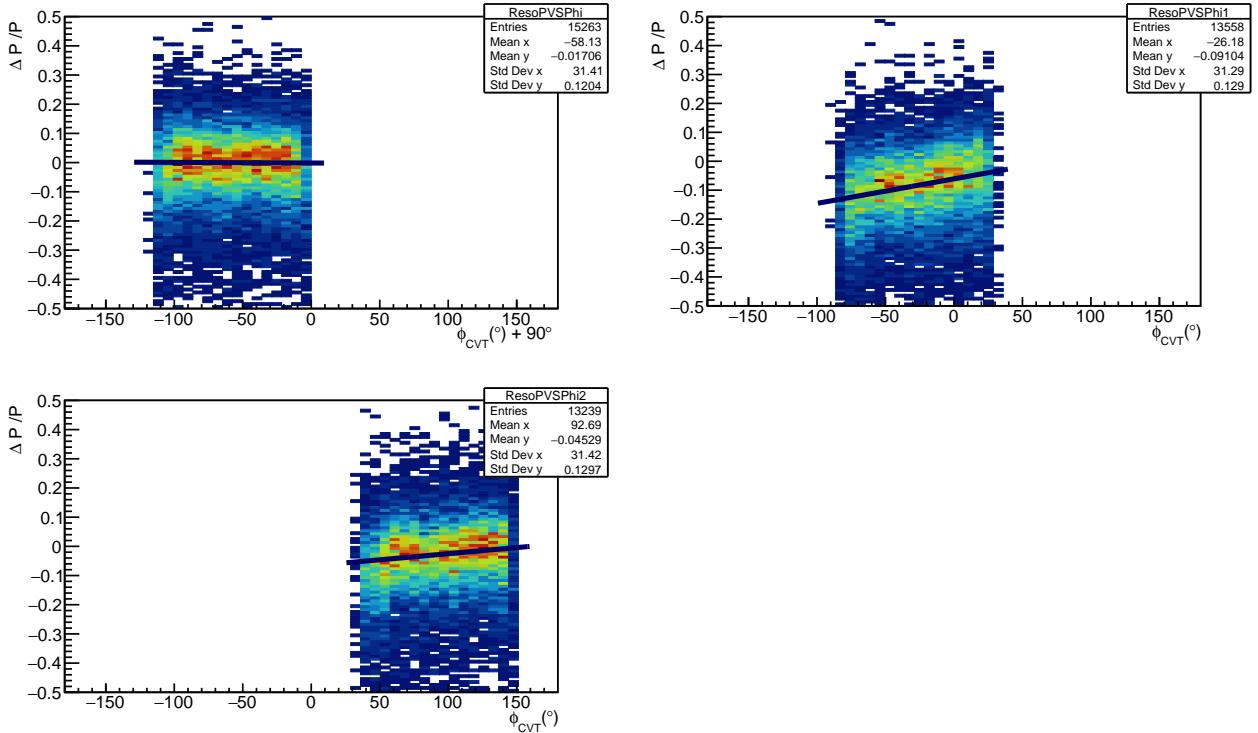 ResoPVSPhi
Entries 15263
Mean x −58.13
Mean y −0.01706
Std Dev x 31.41
Std Dev y 0.1204
Δ P /P
0.5
0.4
0.3
0.2
0.1
0
−0.1
−0.2
−0.3
−0.4
−0.5
−150 −100 −50 0 50 100 150
ϕCVT(°) + 90°
ResoPVSPhi1
Entries 13558
Mean x −26.18
Mean y −0.09104
Std Dev x 31.29
Std Dev y 0.129
Δ P /P
0.5
0.4
0.3
0.2
0.1
0
−0.1
−0.2
−0.3
−0.4
−0.5
−150 −100 −50 0 50 100 150
ϕCVT(°)
ResoPVSPhi2
Entries 13239
Mean x 92.69
Mean y −0.04529
Std Dev x 31.42
Std Dev y 0.1297
Δ P /P
0.5
0.4
0.3
0.2
0.1
0
−0.1
−0.2
−0.3
−0.4
−0.5
−150 −100 −50 0 50 100 150
ϕCVT(°)